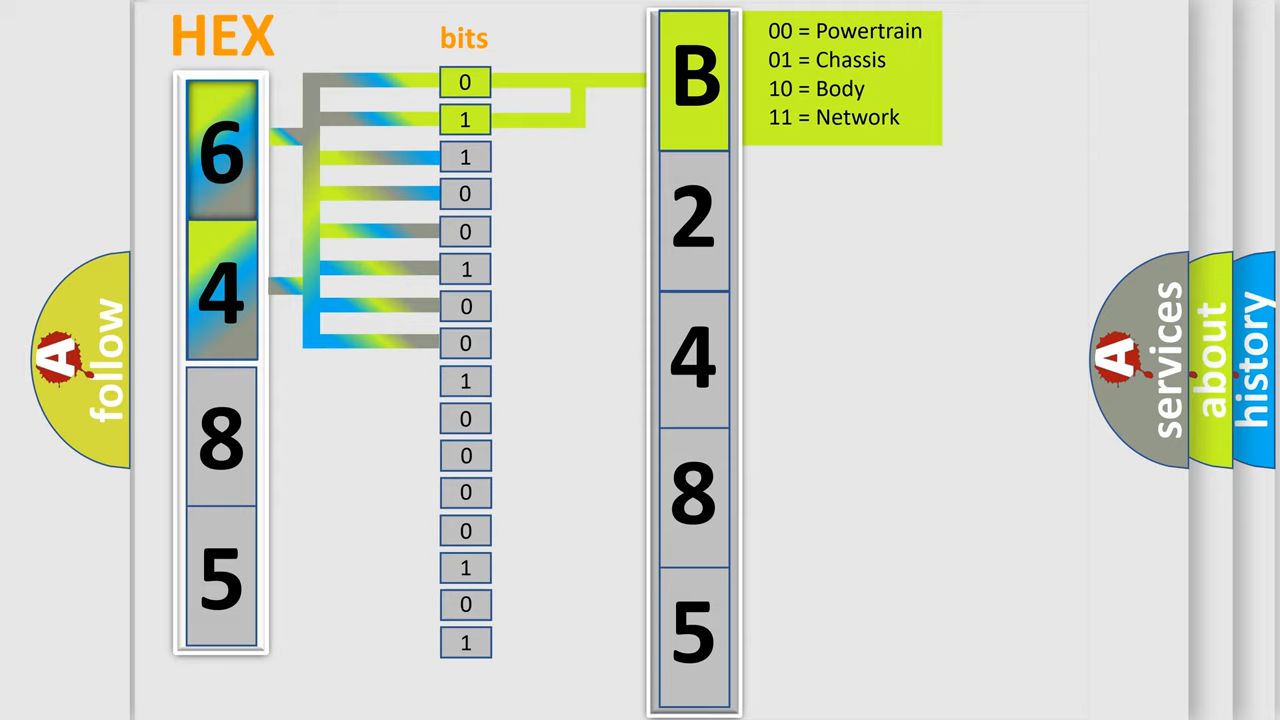 HEX
bits
6
4
8
5
0
1
1
0
0
1
0
0
1
0
0
0
0
1
0
1
B
2
4
8
5
00 = Powertrain
01 = Chassis
10 = Body
11 = Network
A
follow
A
services
about
history